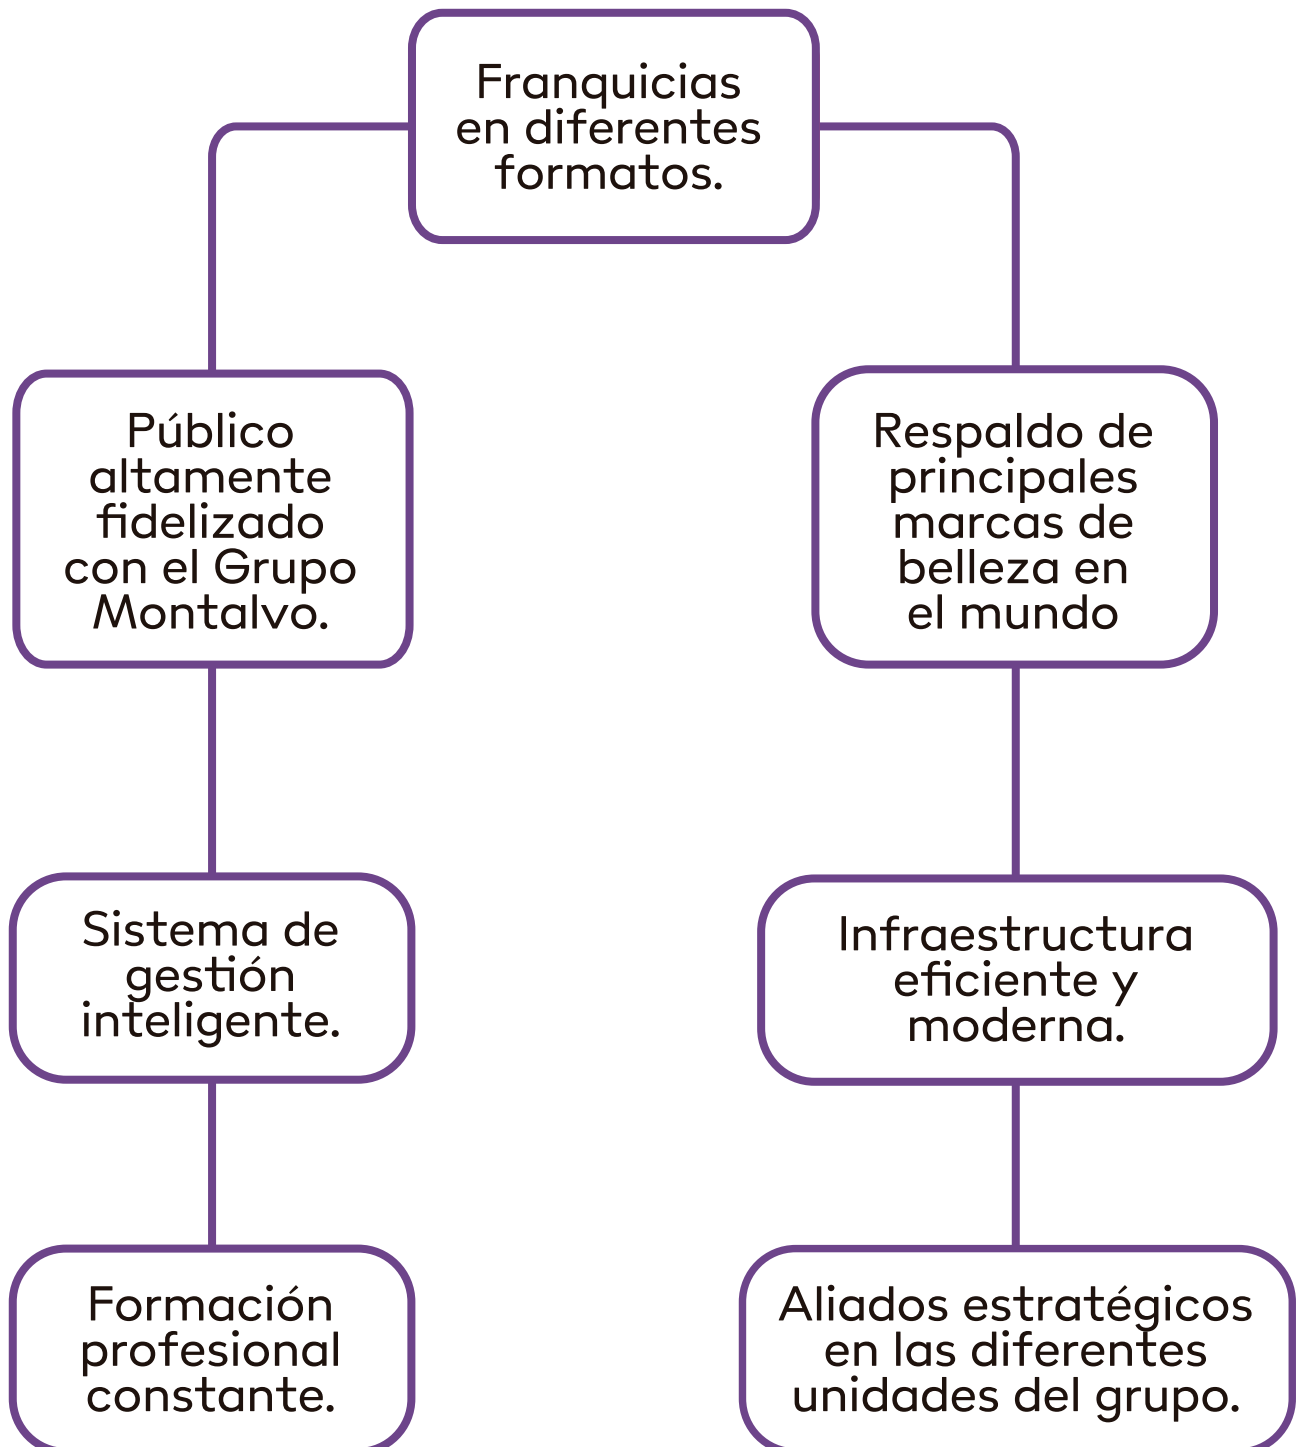 Franquicias
en diferentes
formatos.
Público
altamente
fidelizado
con el Grupo
Montalvo.
Respaldo de
principales
marcas de
belleza en
el mundo
Sistema de
gestión
inteligente.
Infraestructura
eficiente y
moderna.
Formación
profesional
constante.
Aliados estratégicos
en las diferentes
unidades del grupo.